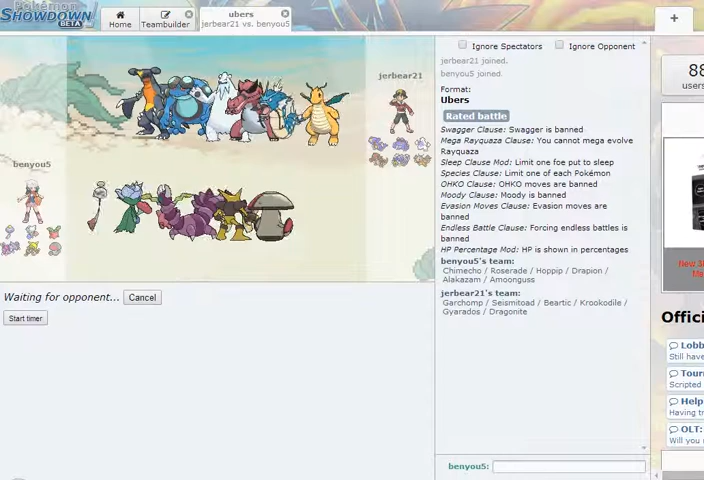 Pokémon
SHOWDOWN
BETA
Home
Teambuilder
ubers
jerbear21 vs. benyou5
+
jerbear21
benyou5
Waiting for opponent... Cancel
Start timer
Ignore Spectators Ignore Opponent
jerbear21 joined.
benyou5 joined.
Format:
Ubers
Rated battle
Swagger Clause: Swagger is banned
Mega Rayquaza Clause: You cannot mega evolve
Rayquaza
Sleep Clause Mod: Limit one foe put to sleep
Species Clause: Limit one of each Pokémon
OHKO Clause: OHKO moves are banned
Moody Clause: Moody is banned
Evasion Moves Clause: Evasion moves are
banned
Endless Battle Clause: Forcing endless battles is
banned
HP Percentage Mod: HP is shown in percentages
benyou5's team:
Chimecho / Roserade / Hoppip / Drapion /
Alakazam / Amoonguss
jerbear21's team:
Garchomp / Seismitoad / Beartic / Krookodile /
Gyarados / Dragonite
benyou5:
88
users
New S
Offici
Lobb
Still have
Tour
Scripted
Help
Having tr
OLT:
Will you